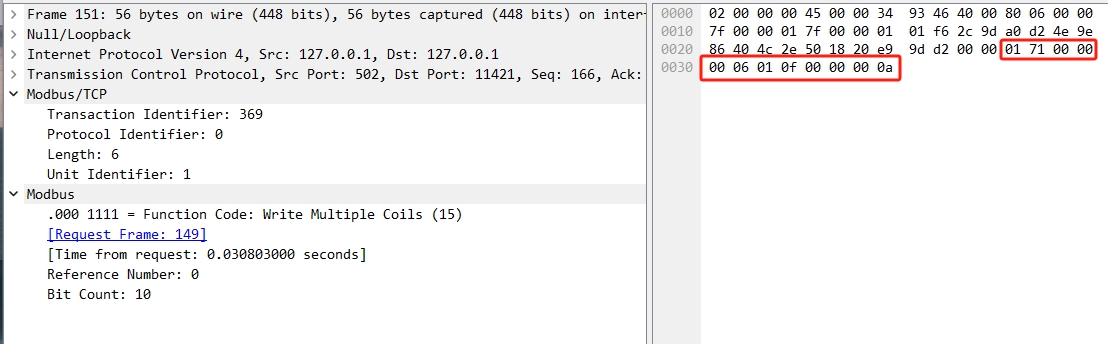 Frame 151: 56 bytes on wire (448 bits), 56 bytes captured (448 bits) on inter
Null/Loopback
Internet Protocol Version 4, Src: 127.0.0.1, Dst: 127.0.0.1
Transmission Control Protocol, Src Port: 502, Dst Port: 11421, Seq: 166, Ack:
Modbus/TCP
Transaction Identifier: 369
Protocol Identifier: 0
Length: 6
Unit Identifier: 1
Modbus
.000 1111 = Function Code: Write Multiple Coils (15)
[Request Frame: 149]
[Time from request: 0.030803000 seconds]
Reference Number: 0
Bit Count: 10
0000 02 00 00 00 45 00 00 34 93 46 40 00 80 06 00 00
0010 7f 00 00 01 7f 00 00 01 01 f6 2c 9d a0 d2 4e 9e
0020 86 40 4c 2e 50 18 20 e9 9d d2 00 00 01 71 00 00
0030 00 06 01 0f 00 00 00 0a